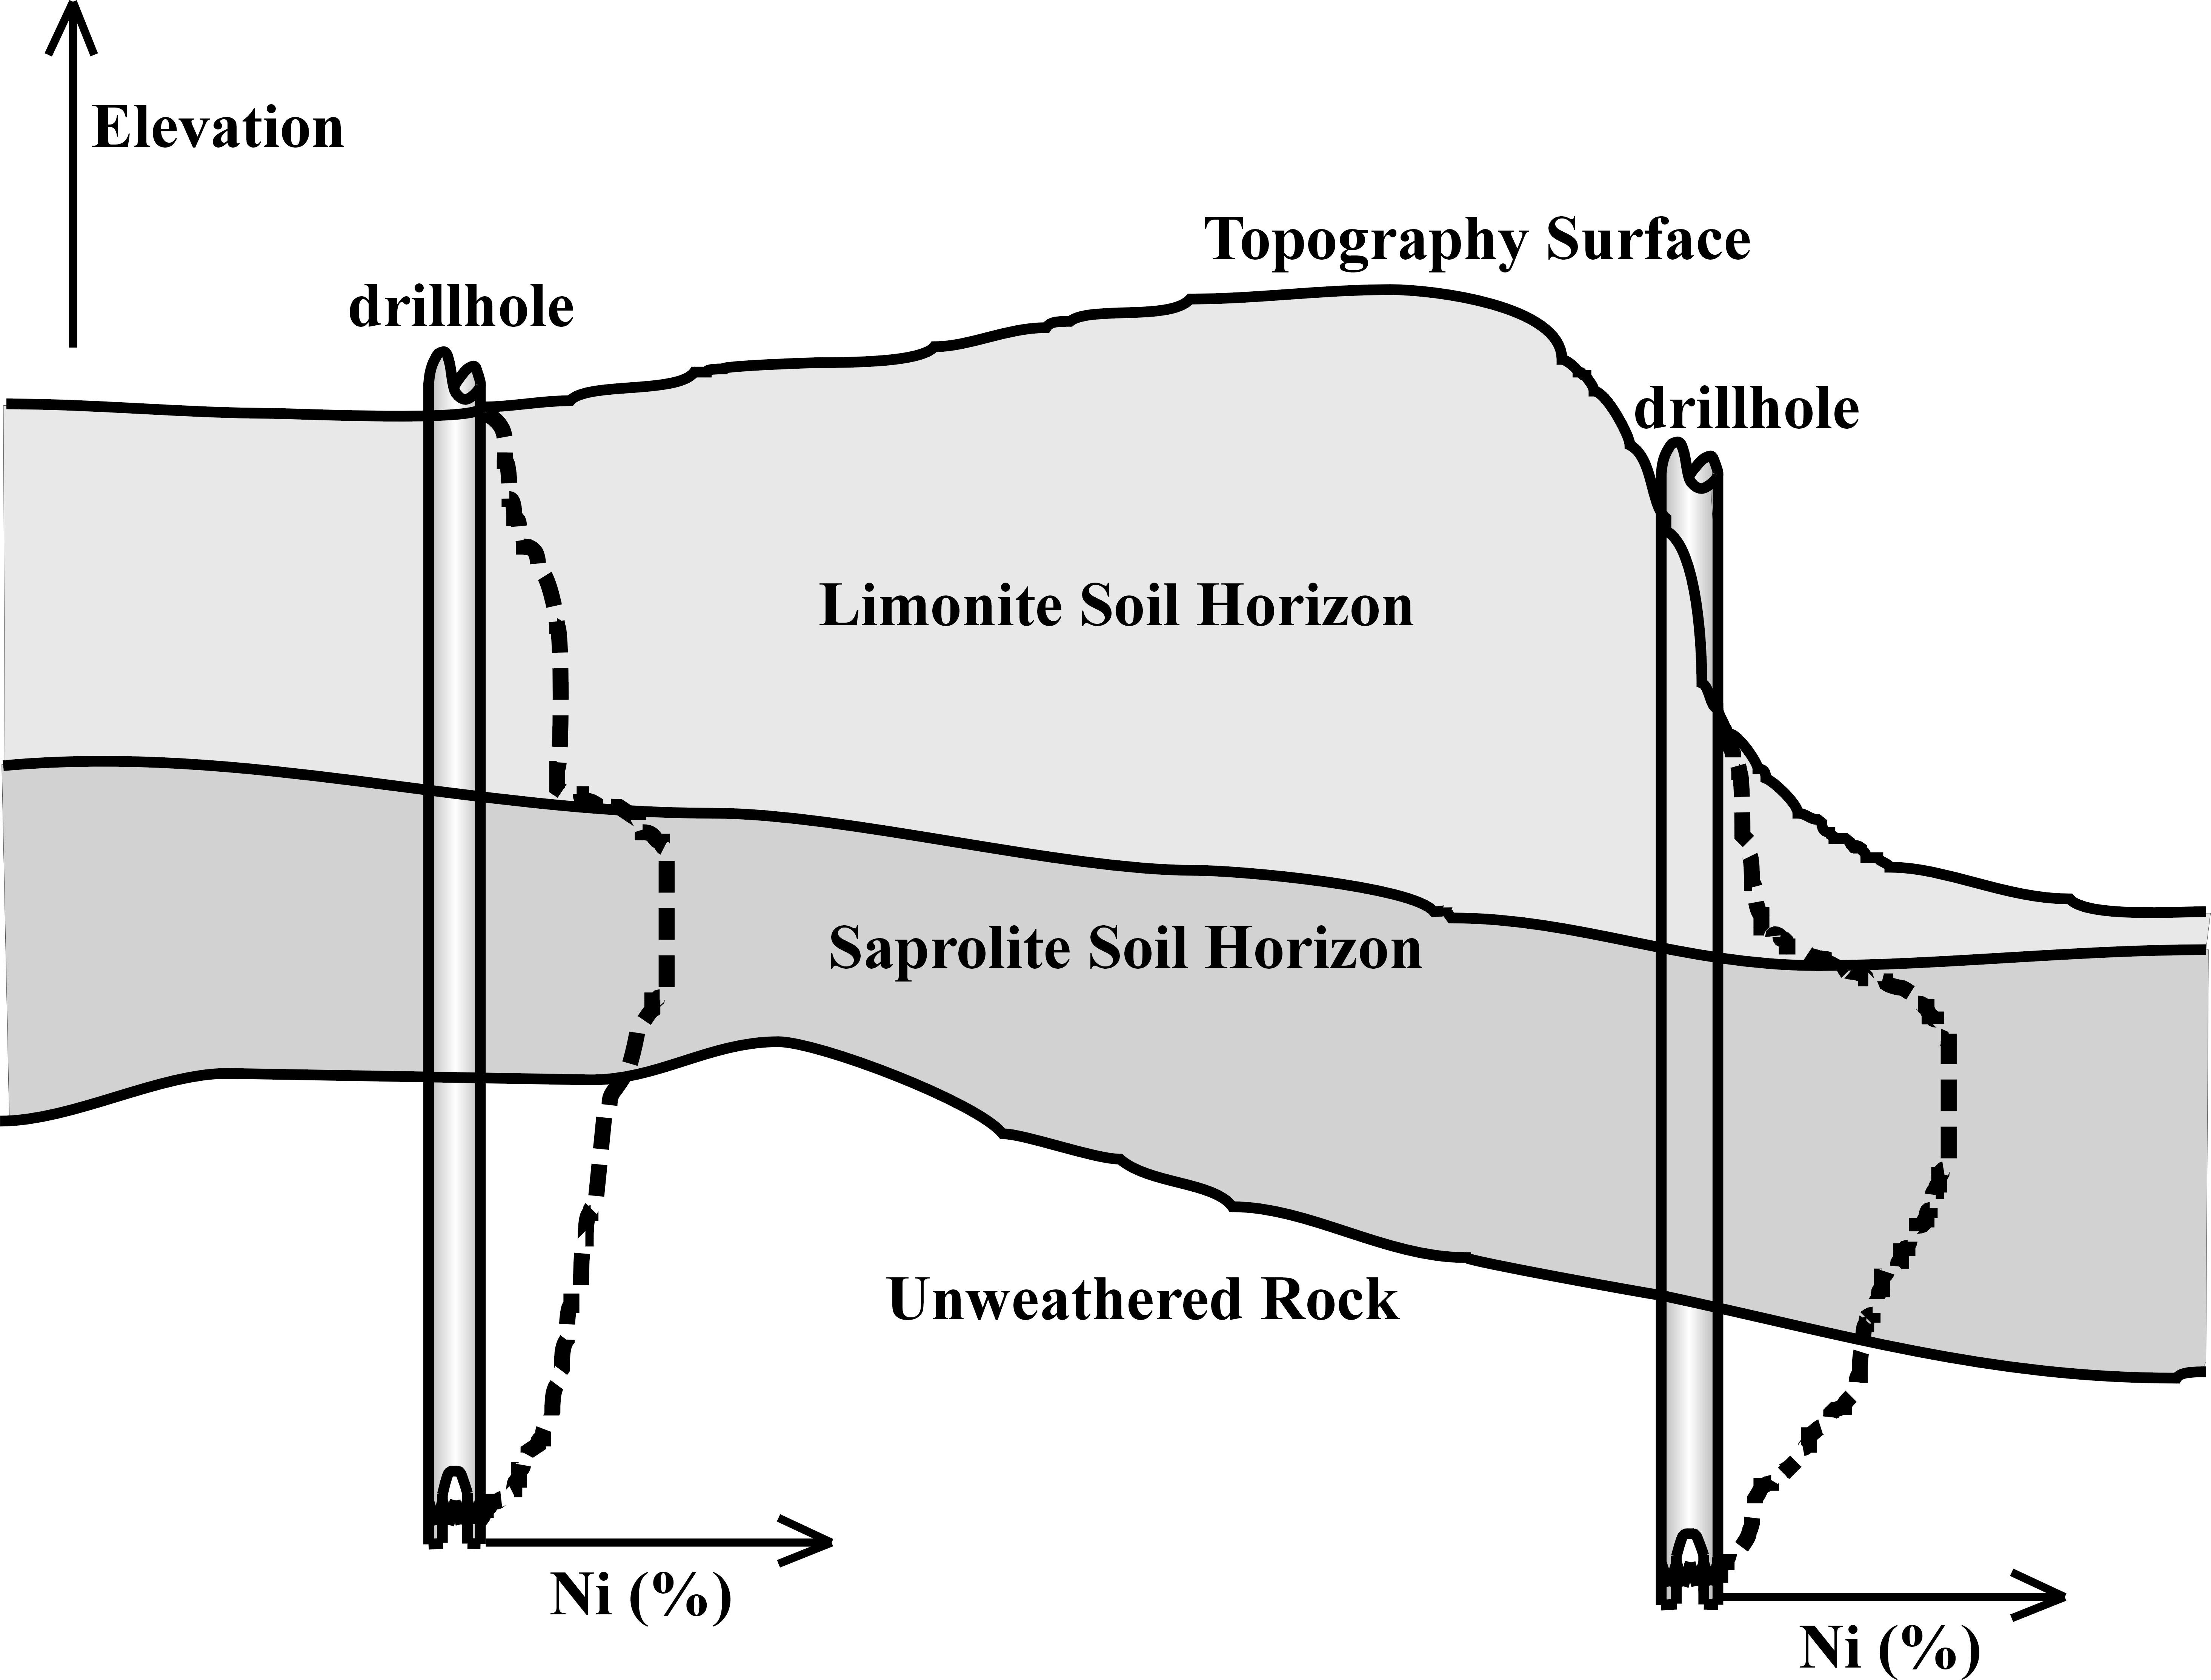 Elevation
Topography Surface
drillhole
drillhole
Limonite Soil Horizon
Saprolite Soil Horizon
Unweathered Rock
Ni (%)
Ni (%)